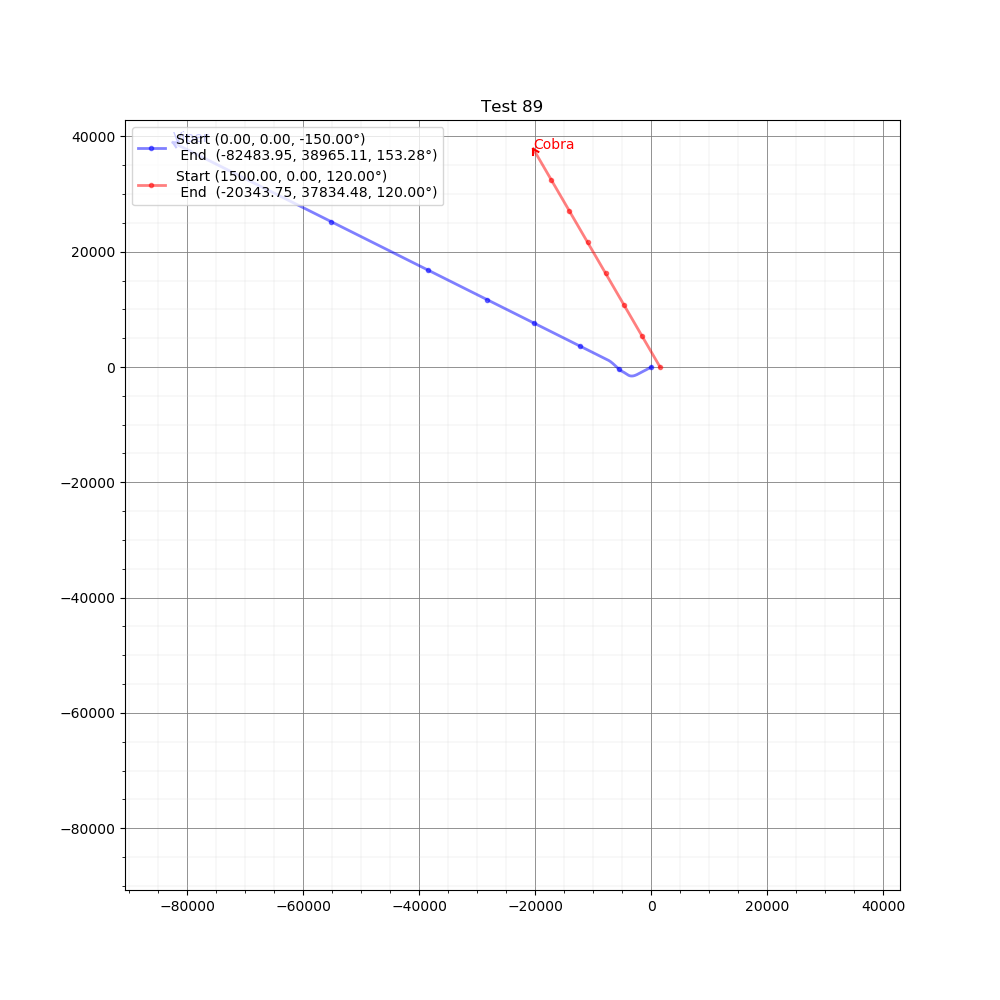 Test 89
Start (0.00, 0.00, -150.00°)
End (-82483.95, 38965.11, 153.28°)
Start (1500.00, 0.00, 120.00°)
End (-20343.75, 37834.48, 120.00°)
Cobra
40000
20000
0
−20000
−40000
−60000
−80000
−80000 −60000 −40000 −20000 0 20000 40000